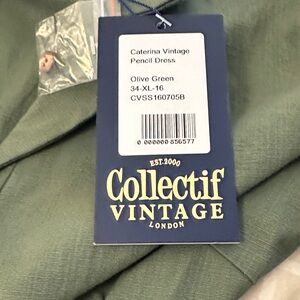 Caterina Vintage
Pencil Dress
Olive Green
34-XL-16
CVSS160705B
0 000000 856577
EST.2000
Collectif
VINTAGE
LONDON